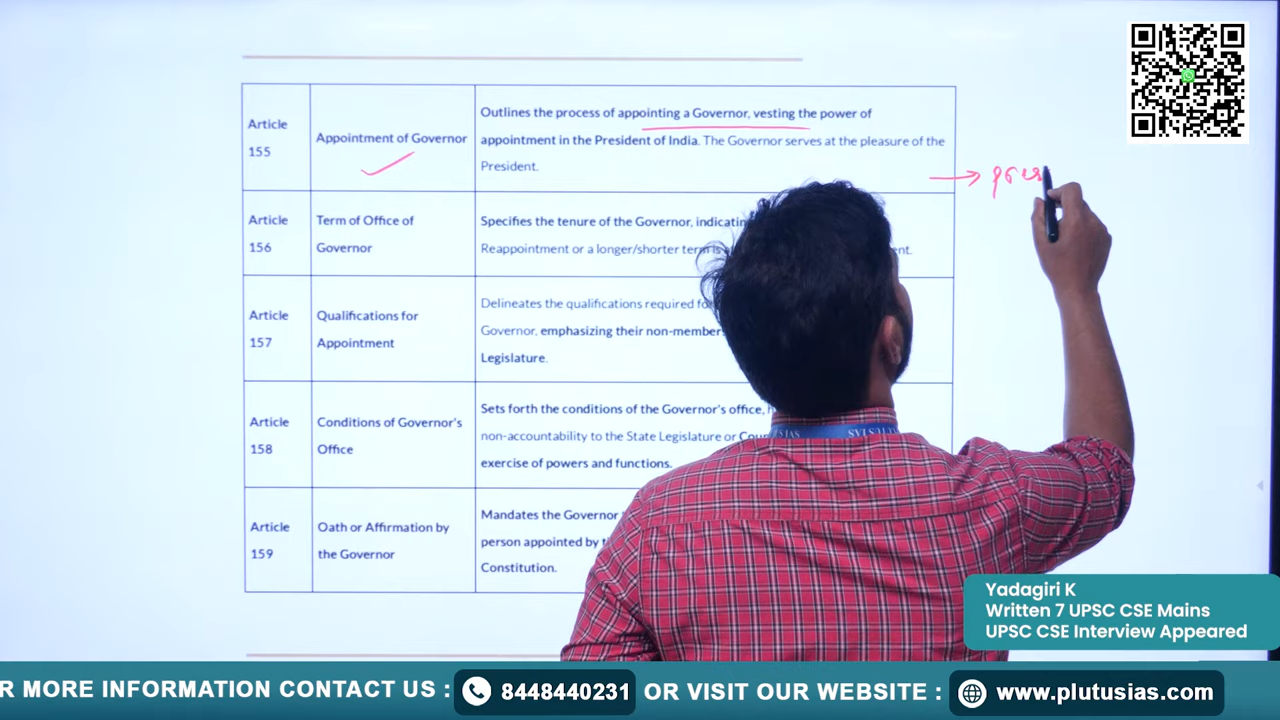 Article
155
Appointment of Governor
Outlines the process of appointing a Governor, vesting the power of
appointment in the President of India. The Governor serves at the pleasure of the
President.
Article
156
Term of Office of
Governor
Specifies the tenure of the Governor,
Reappointment or a longer/shorter term is
Article
157
Qualifications for
Appointment
Delineates the qualifications required
Governor, emphasizing their
Legislature.
Article
158
Conditions of Governor's
Office
Sets forth the conditions of the Governor's office,
non-accountability to the State Legislature or
exercise of powers and functions.
Article
159
Oath or Affirmation by
the Governor
Mandates the Governor
person appointed by
Constitution.
Yadagiri K
Written 7 UPSC CSE Mains
UPSC CSE Interview Appeared
R MORE INFORMATION CONTACT US : 8448440231 OR VISIT OUR WEBSITE : www.plutusias.com